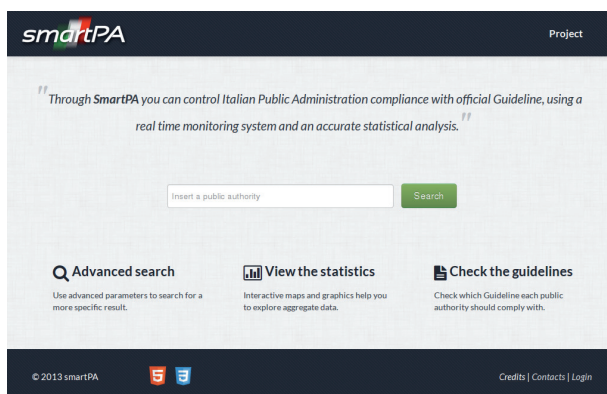 smartPA
Project
"Through SmartPA you can control Italian Public Administration compliance with official Guideline, using a
real time monitoring system and an accurate statistical analysis."
Insert a public authority
Search
Advanced search
Use advanced parameters to search for a
more specific result.
View the statistics
Interactive maps and graphics help you
to explore aggregate data.
Check the guidelines
Check which Guideline each public
authority should comply with.
© 2013 smartPA
5
3
Credits | Contacts | Login